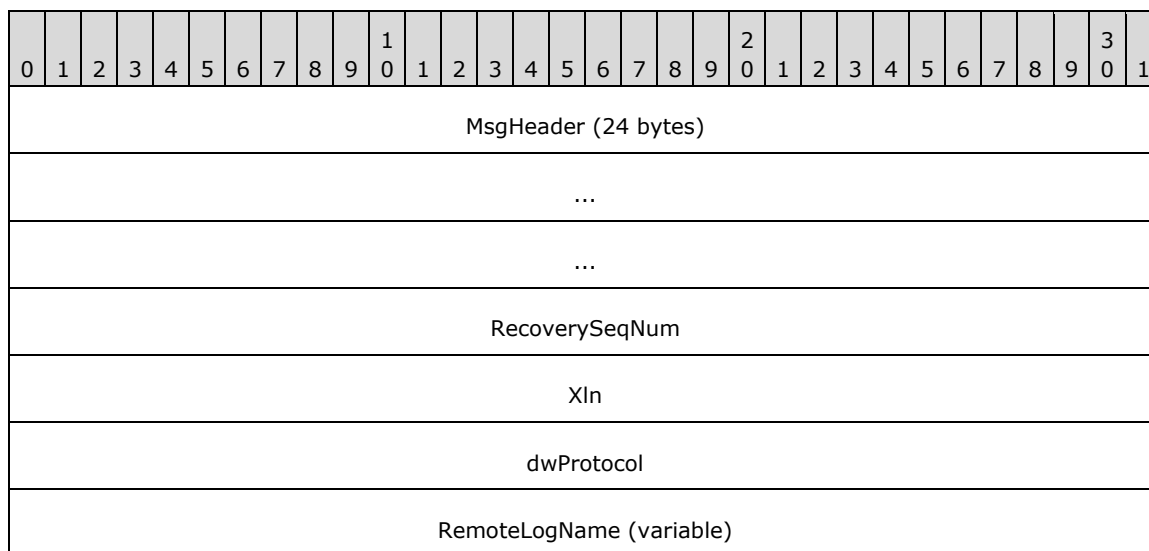 1 2 3
0 1 2 3 4 5 6 7 8 9 0 1 2 3 4 5 6 7 8 9 0 1 2 3 4 5 6 7 8 9 0 1
MsgHeader (24 bytes)
...
...
RecoverySeqNum
Xln
dwProtocol
RemoteLogName (variable)